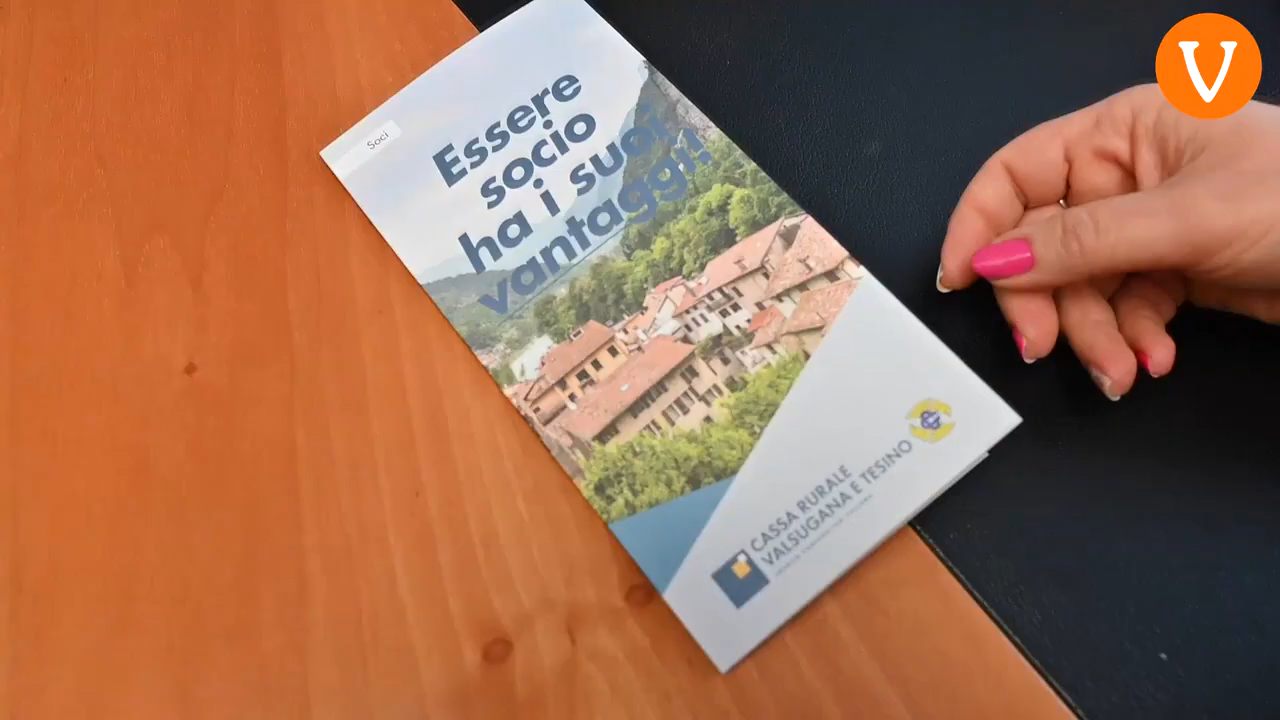 V
Soci
Essere
socio
ha i suoi
vantaggi!
CASSA RURALE
VALSUGANA E TESINO